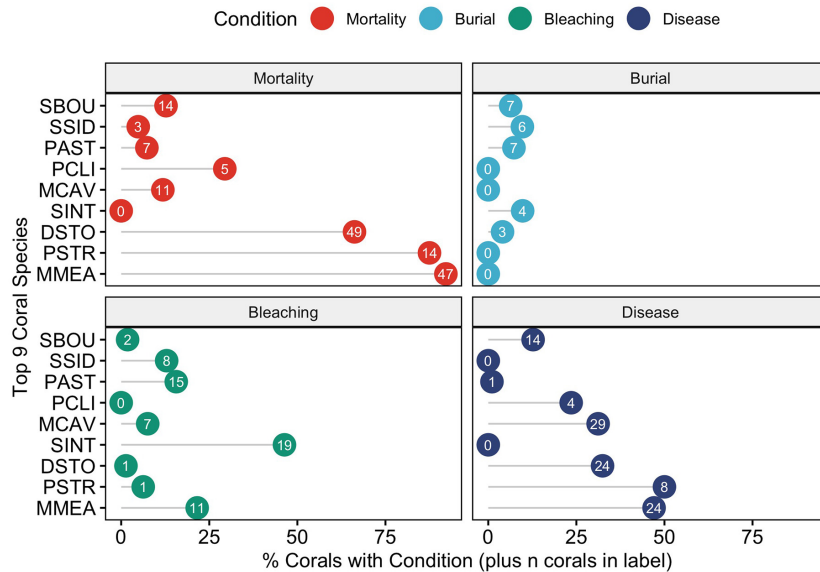 Condition Mortality Burial Bleaching Disease
Mortality Burial
SBOU 14 7
SSID 3 6
PAST 7 7
PCLI 5 0
MCAV 11 0
SINT 0 4
DSTO 49 3
PSTR 14 0
MMEA 47 0
Top 9 Coral Species
Bleaching Disease
SBOU 2 14
SSID 8 0
PAST 15 1
PCLI 0 4
MCAV 7 29
SINT 19 0
DSTO 1 24
PSTR 1 8
MMEA 11 24
0 25 50 75 0 25 50 75
% Corals with Condition (plus n corals in label)